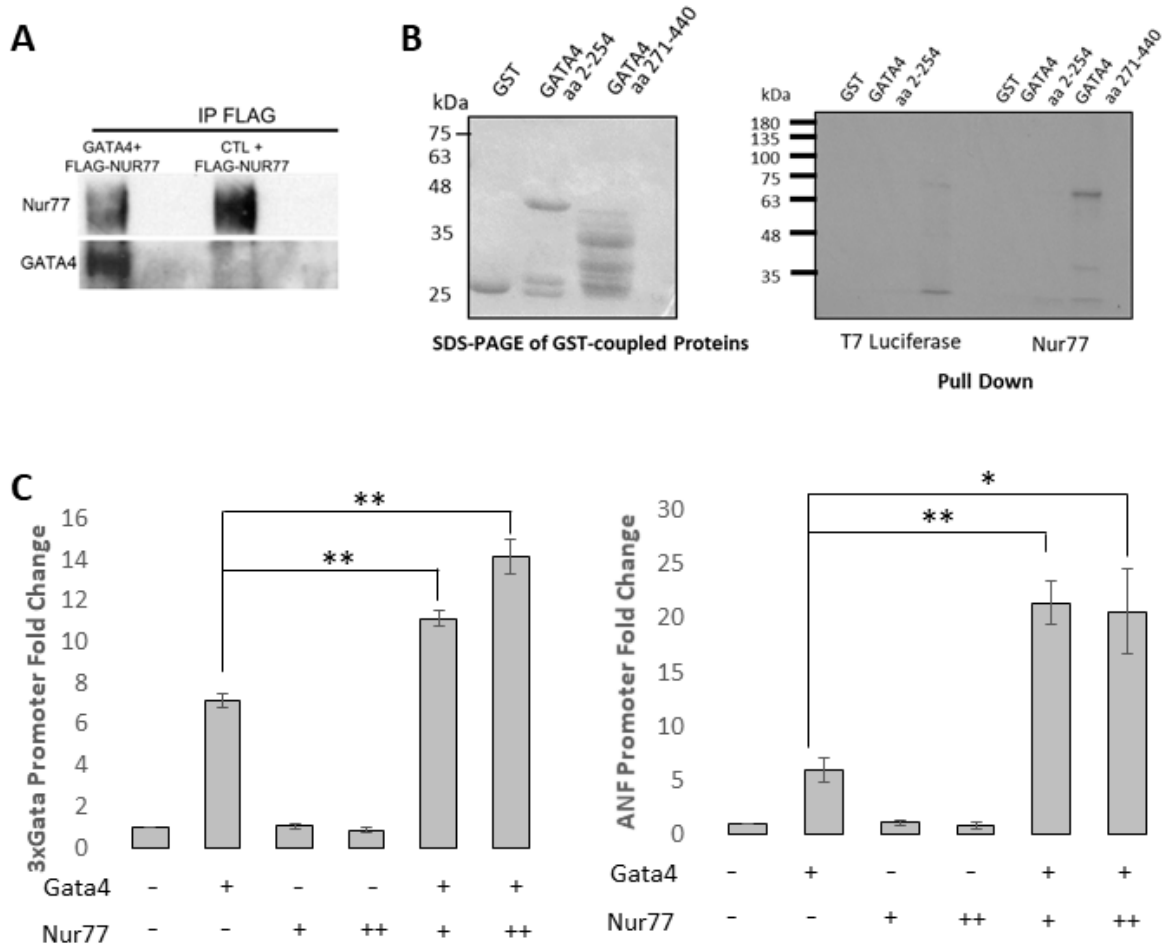 A
IP FLAG
GATA4+
FLAG-NUR77
CTL +
FLAG-NUR77
Nur77
GATA4
B
kDa
GST
GATA4
aa 2-254
GATA4
aa 271-440
75
63
48
35
25
SDS-PAGE of GST-coupled Proteins
kDa
GST
GATA4
aa 2-254
GST
GATA4
aa 2-254
GATA4
aa 271-440
180
135
100
75
63
48
35
T7 Luciferase
Nur77
Pull Down
C
3xGata Promoter Fold Change
16
14
12
10
8
6
4
2
0
**
**
Gata4 - + - - + +
Nur77 - - + ++ + ++
ANF Promoter Fold Change
30
25
20
15
10
5
0
*
**
Gata4 - + - - + +
Nur77 - - + ++ + ++